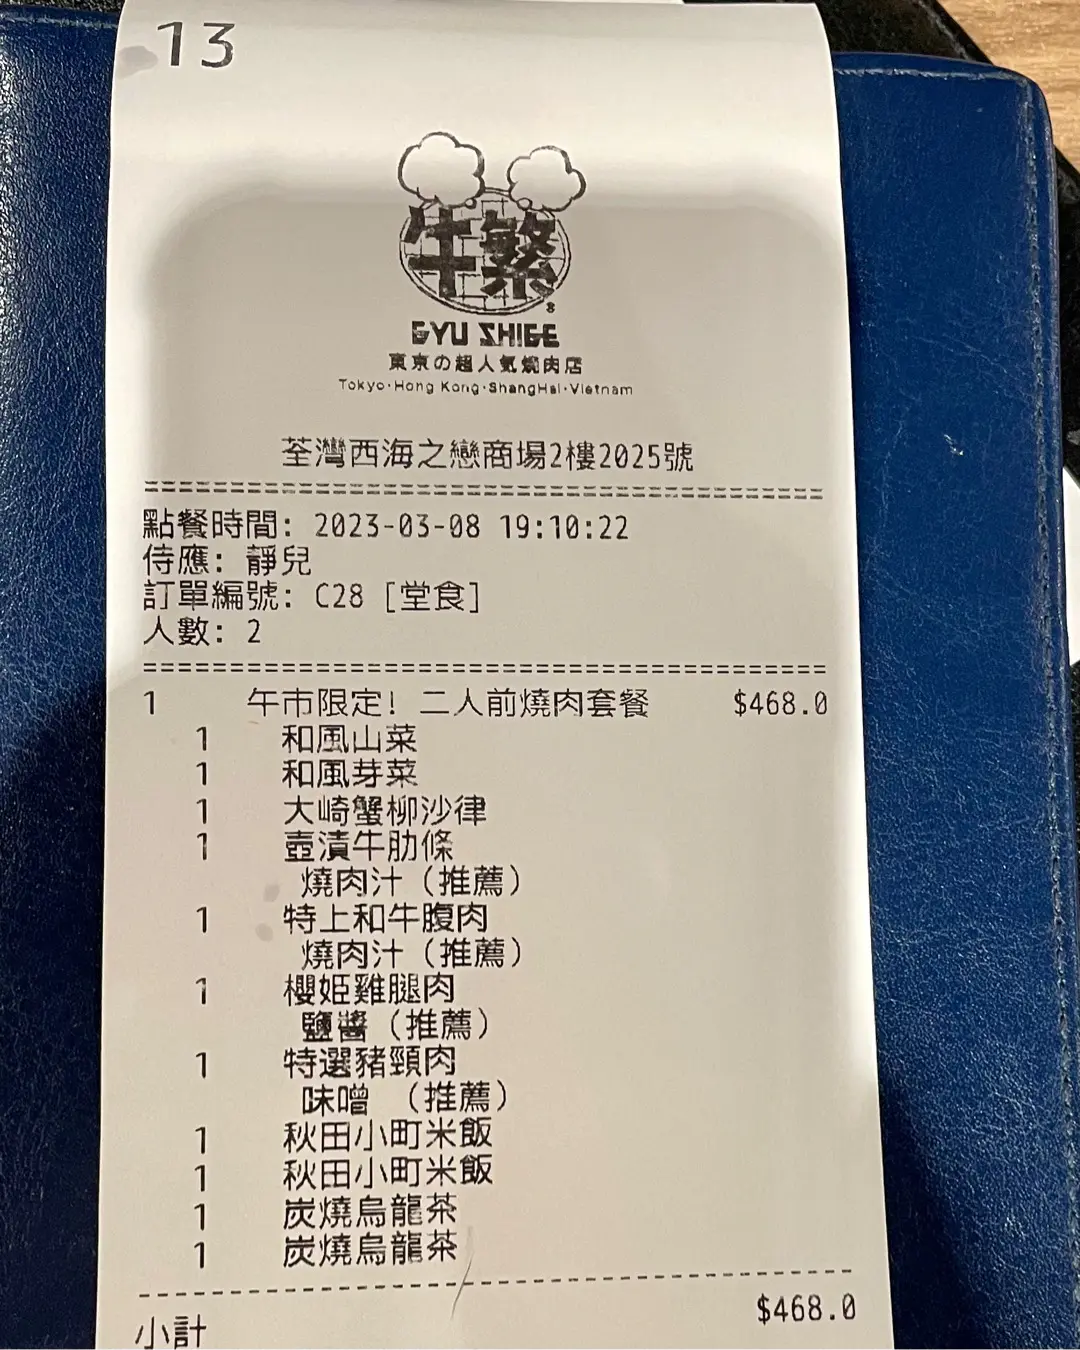 13
牛繁
GYU SHIGE
東京の超人気燒肉店
Tokyo·Hong Kong·ShangHai·Vietnam
荃灣西海之戀商場2樓2025號
========================================
點餐時間: 2023-03-08 19:10:22
侍應: 靜兒
訂單編號: C28 [堂食]
人數: 2
========================================
1 午市限定! 二人前燒肉套餐 $468.0
1 和風山菜
1 和風芽菜
1 大崎蟹柳沙律
1 壺漬牛肋條
燒肉汁（推薦）
1 特上和牛腹肉
燒肉汁（推薦）
1 櫻姫雞腿肉
鹽醬（推薦）
1 特選豬頸肉
味噌 （推薦）
1 秋田小町米飯
1 秋田小町米飯
1 炭燒烏龍茶
1 炭燒烏龍茶
----------------------------------------
小計 $468.0